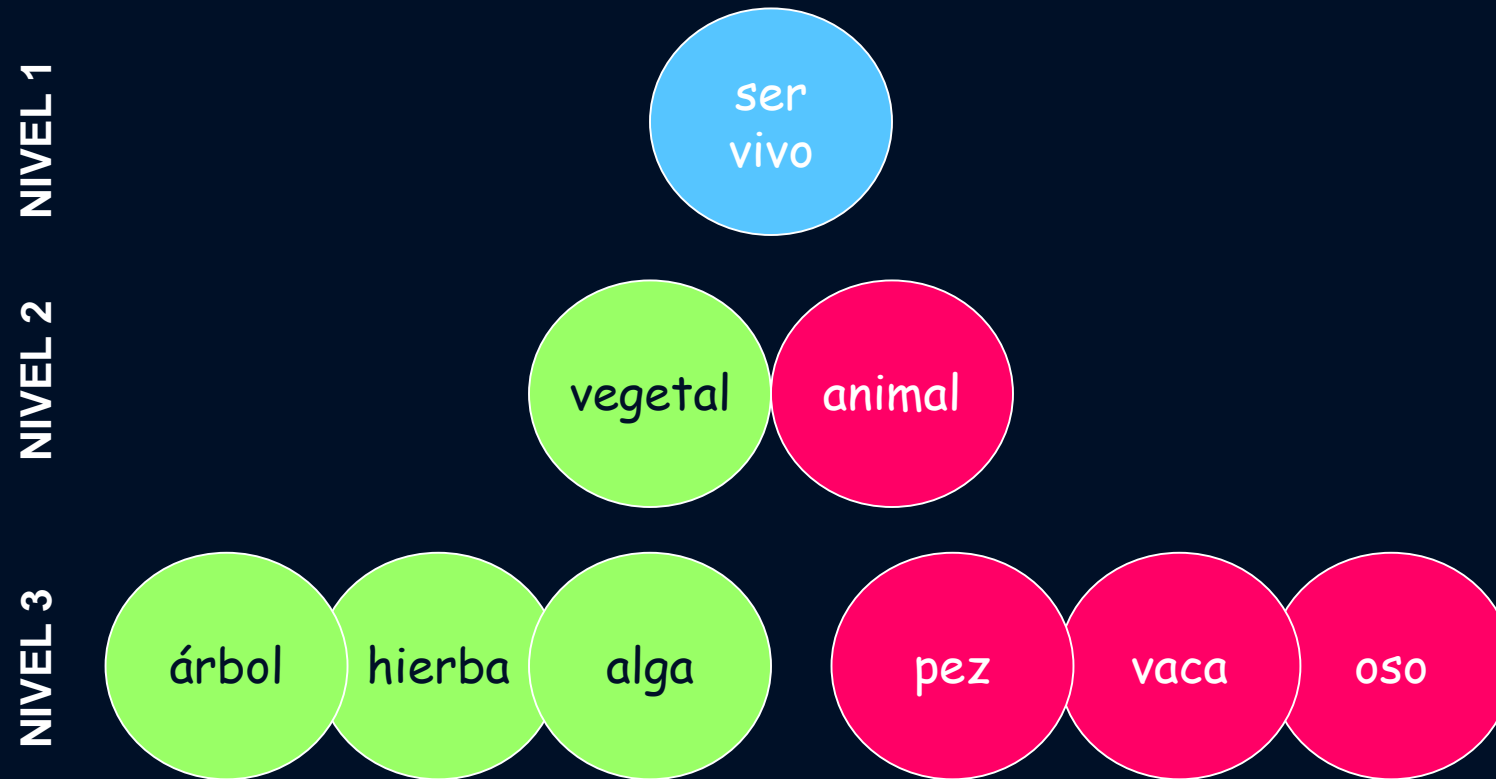 NIVEL 1
ser
vivo
NIVEL 2
vegetal
animal
NIVEL 3
árbol
hierba
alga
pez
vaca
oso